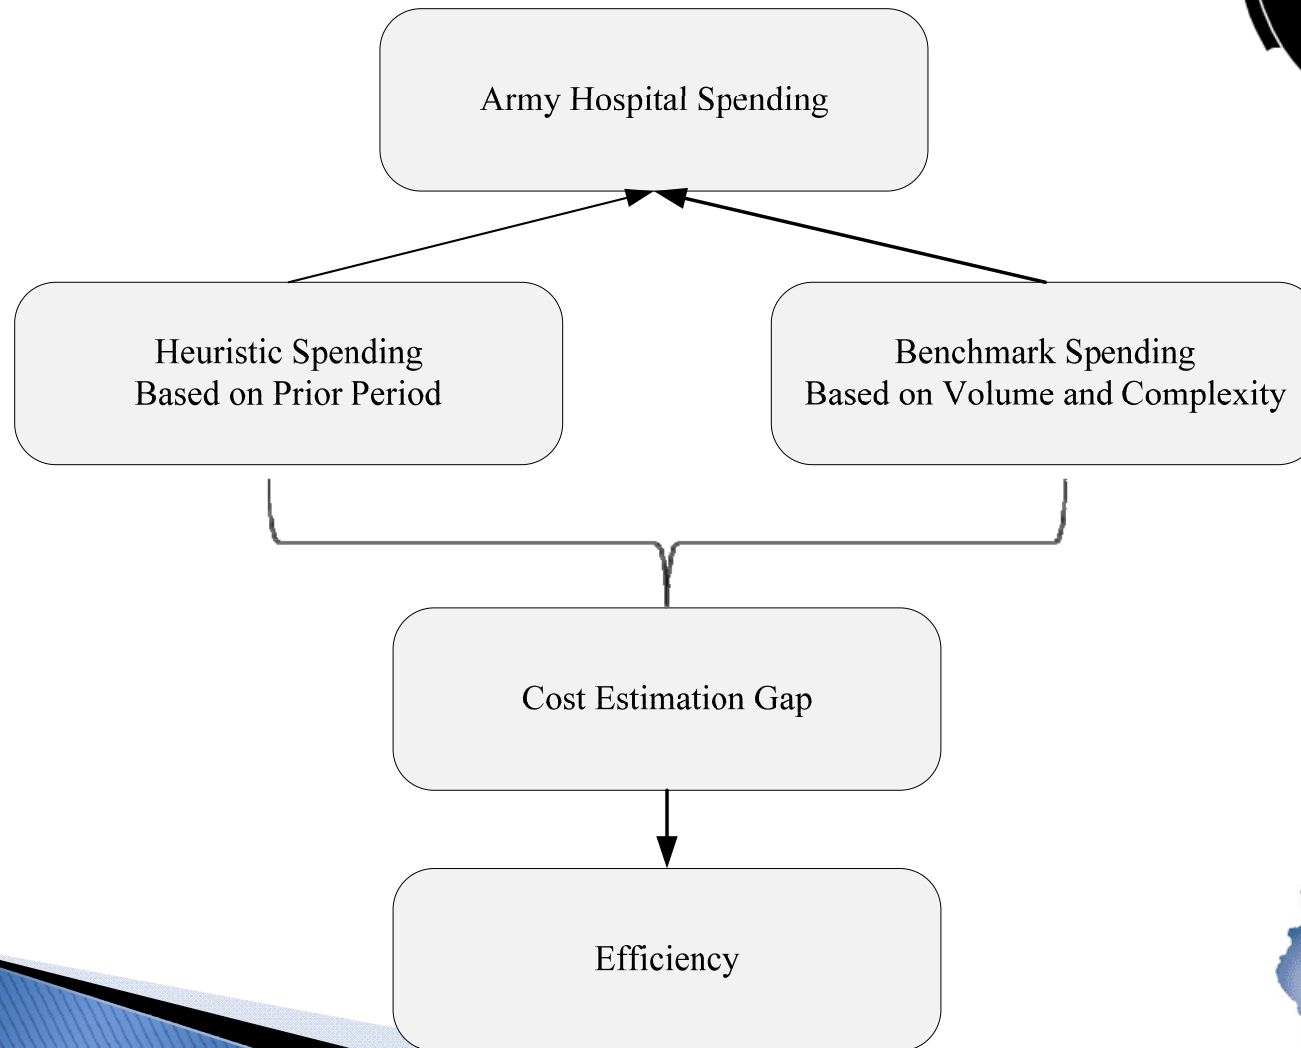 Army Hospital Spending
Heuristic Spending
Based on Prior Period
Benchmark Spending
Based on Volume and Complexity
Cost Estimation Gap
Efficiency